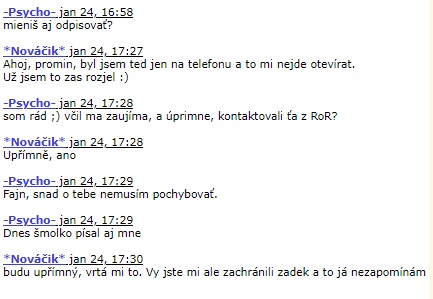 -Psycho- jan 24, 16:58
mieniš aj odpisovať?
*Nováčik* jan 24, 17:27
Ahoj, promin, byl jsem ted jen na telefonu a to mi nejde otevírat.
Už jsem to zas rozjel :)
-Psycho- jan 24, 17:28
som rád ;) včil ma zaujíma, a úprimne, kontaktovali ťa z RoR?
*Nováčik* jan 24, 17:28
Upřímně, ano
-Psycho- jan 24, 17:29
Fajn, snad o tebe nemusím pochybovať.
-Psycho- jan 24, 17:29
Dnes šmolko písal aj mne
*Nováčik* jan 24, 17:30
budu upřímný, vrtá mi to. Vy jste mi ale zachránili zadek a to já nezapomínám